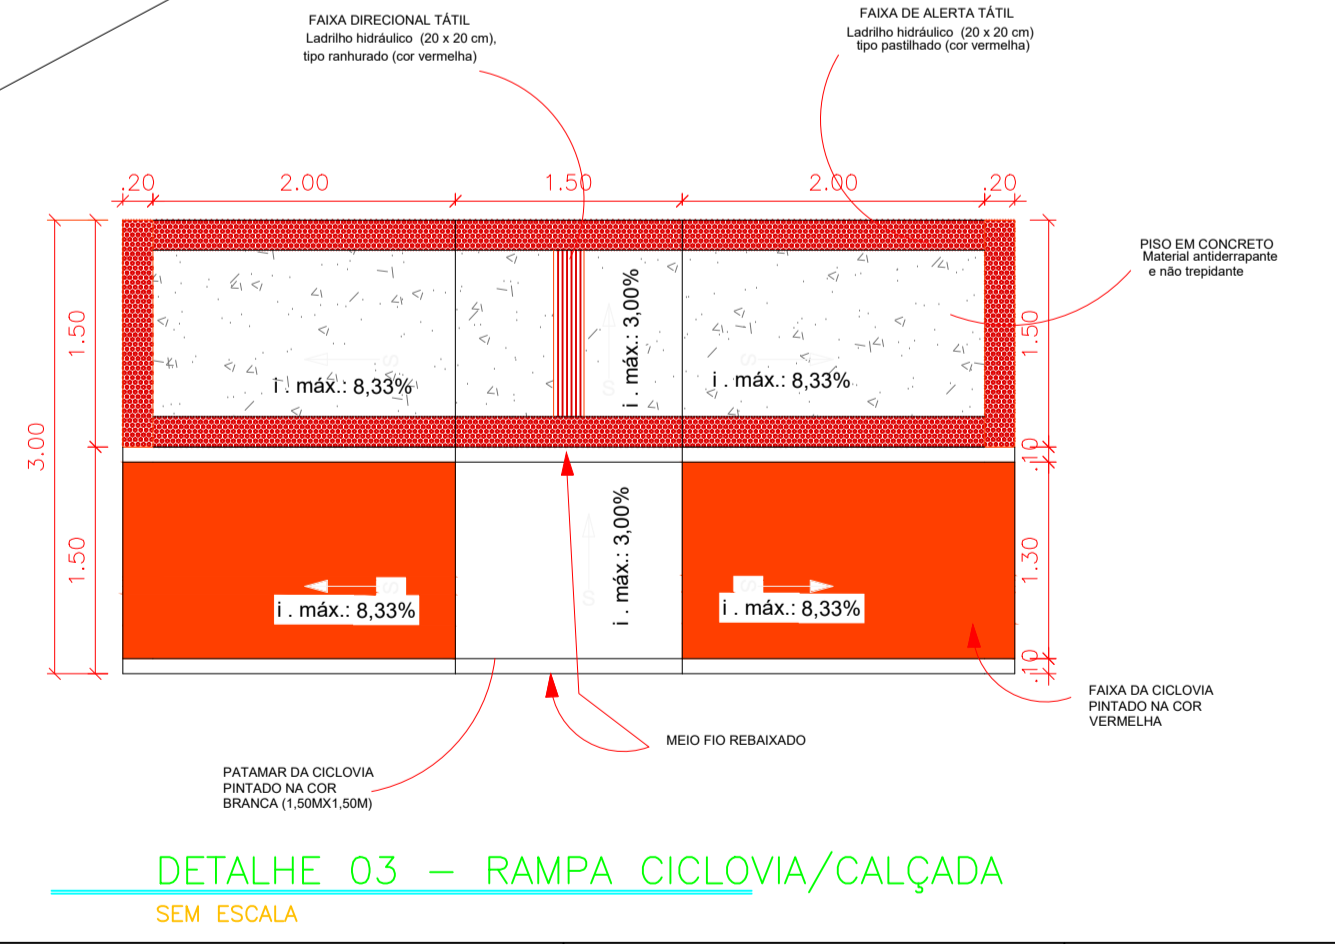 FAIXA DIRECIONAL TÁTIL
Ladrilho hidráulico (20 x 20 cm),
tipo ranhurado (cor vermelha)
FAIXA DE ALERTA TÁTIL
Ladrilho hidráulico (20 x 20 cm)
tipo pastilhado (cor vermelha)
.20
2.00
1.50
2.00
.20
PISO EM CONCRETO
Material antiderrapante
e não trepidante
3.00
1.50
1.50
1.50
.10
1.30
.10
S
i . máx.: 8,33%
S
i . máx.: 3,00%
S
i . máx.: 8,33%
S
i . máx.: 8,33%
S
i . máx.: 3,00%
S
i . máx.: 8,33%
FAIXA DA CICLOVIA
PINTADO NA COR
VERMELHA
MEIO FIO REBAIXADO
PATAMAR DA CICLOVIA
PINTADO NA COR
BRANCA (1,50MX1,50M)
DETALHE 03 – RAMPA CICLOVIA/CALÇADA
SEM ESCALA